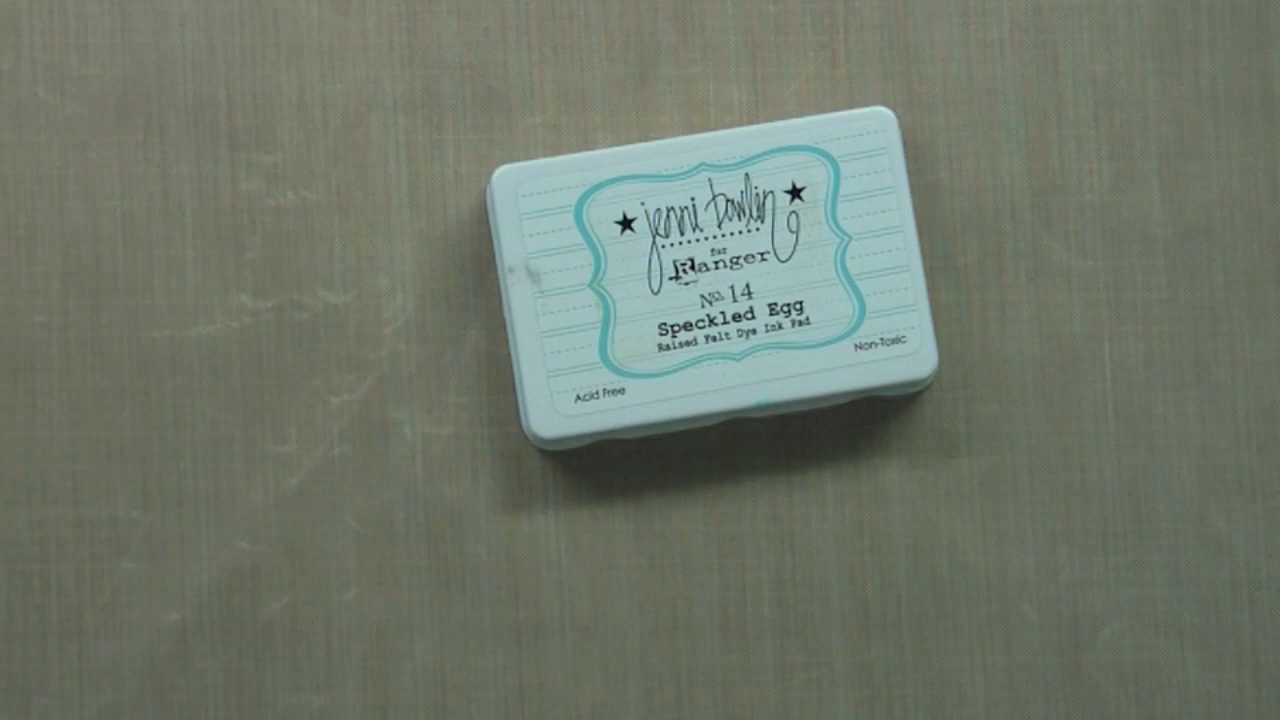 ★ jenni bowlin ★
for
Ranger
No. 14
Speckled Egg
Raised Felt Dye Ink Pad
Acid Free
Non-Toxic